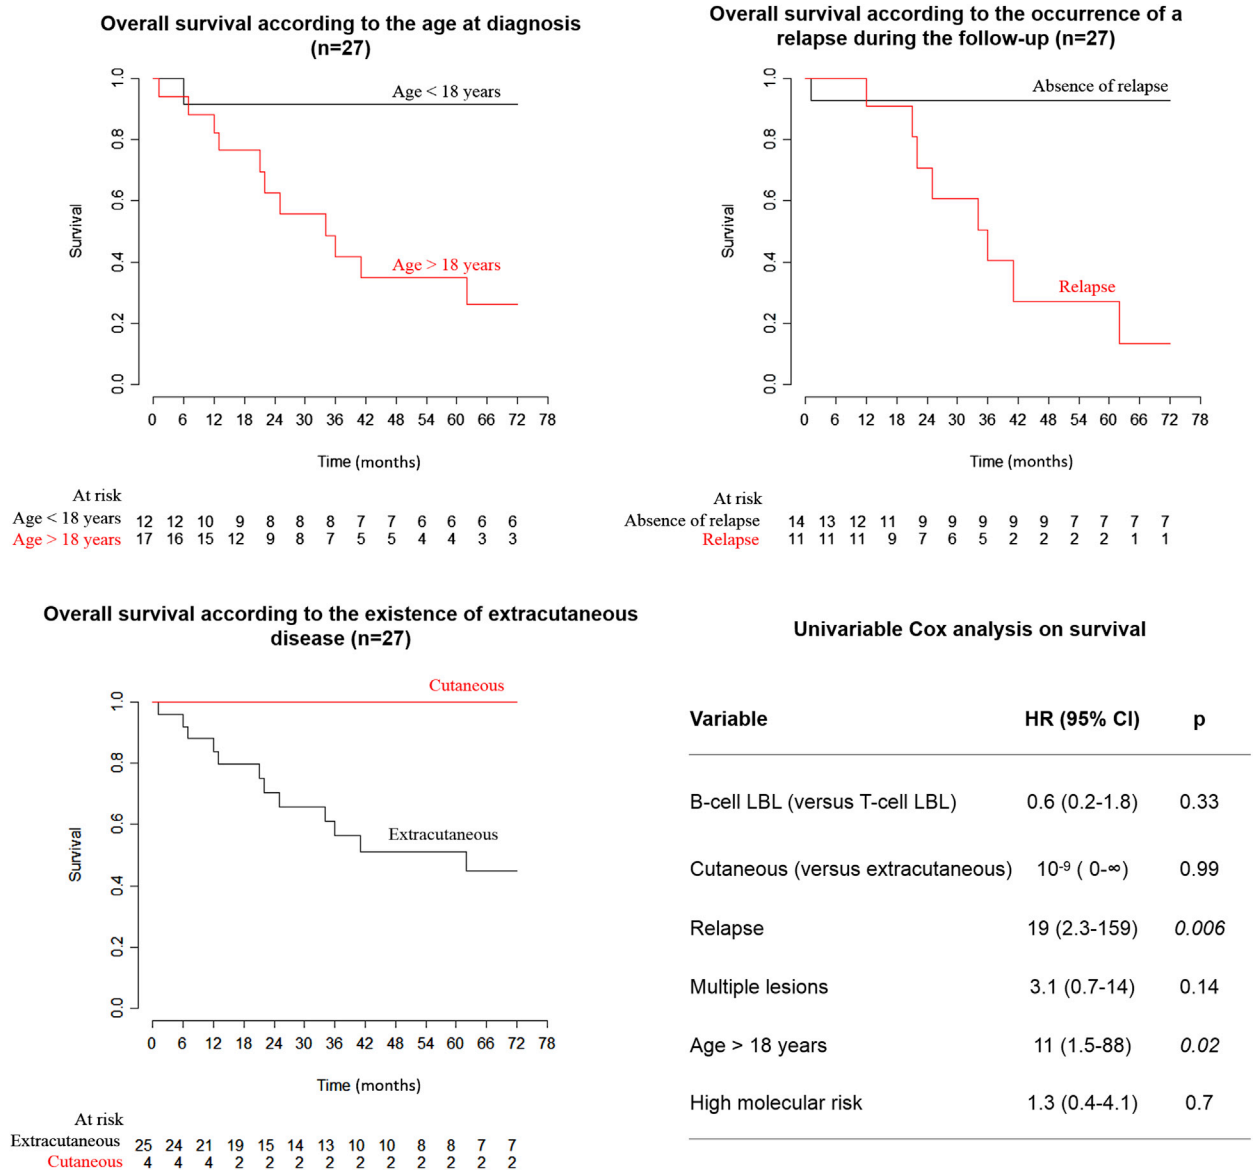 Overall survival according to the age at diagnosis
(n=27)
1.0
0.8
0.6
0.4
0.2
0.0
Survival
Age < 18 years
Age > 18 years
0 6 12 18 24 30 36 42 48 54 60 66 72 78
Time (months)
At risk
Age < 18 years 12 12 10 9 8 8 8 7 7 6 6 6 6
Age > 18 years 17 16 15 12 9 8 7 5 5 4 4 3 3
Overall survival according to the occurrence of a
relapse during the follow-up (n=27)
1.0
0.8
0.6
0.4
0.2
0.0
Survival
Absence of relapse
Relapse
0 6 12 18 24 30 36 42 48 54 60 66 72 78
Time (months)
At risk
Absence of relapse 14 13 12 11 9 9 9 9 9 7 7 7 7
Relapse 11 11 11 9 7 6 5 2 2 2 2 1 1
Overall survival according to the existence of extracutaneous
disease (n=27)
1.0
0.8
0.6
0.4
0.2
0.0
Survival
Cutaneous
Extracutaneous
0 6 12 18 24 30 36 42 48 54 60 66 72 78
Time (months)
At risk
Extracutaneous 25 24 21 19 15 14 13 10 10 8 8 7 7
Cutaneous 4 4 4 2 2 2 2 2 2 2 2 2 2
Univariable Cox analysis on survival
Variable HR (95% CI) p
B-cell LBL (versus T-cell LBL) 0.6 (0.2-1.8) 0.33
Cutaneous (versus extracutaneous) 10⁻⁹ ( 0-∞) 0.99
Relapse 19 (2.3-159) 0.006
Multiple lesions 3.1 (0.7-14) 0.14
Age > 18 years 11 (1.5-88) 0.02
High molecular risk 1.3 (0.4-4.1) 0.7